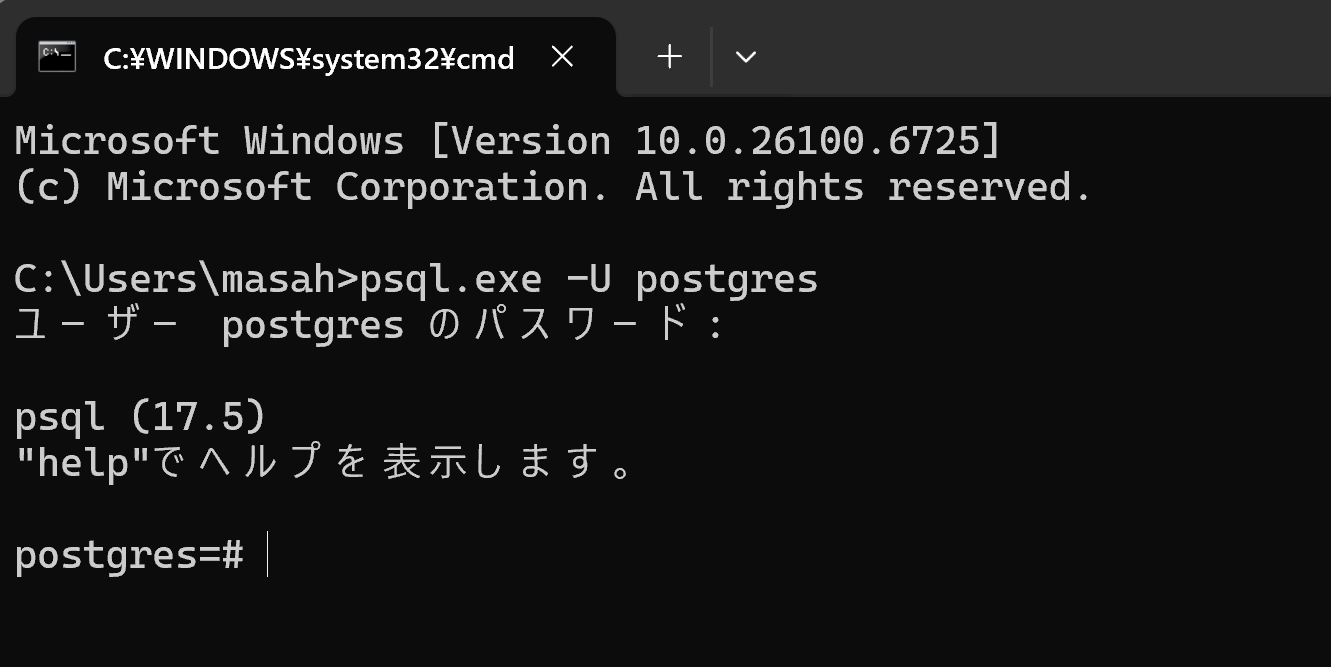 C:¥WINDOWS¥system32¥cmd
Microsoft Windows [Version 10.0.26100.6725]
(c) Microsoft Corporation. All rights reserved.
C:\Users\masah>psql.exe -U postgres
ユーザー postgres のパスワード:
psql (17.5)
"help"でヘルプを表示します。
postgres=#